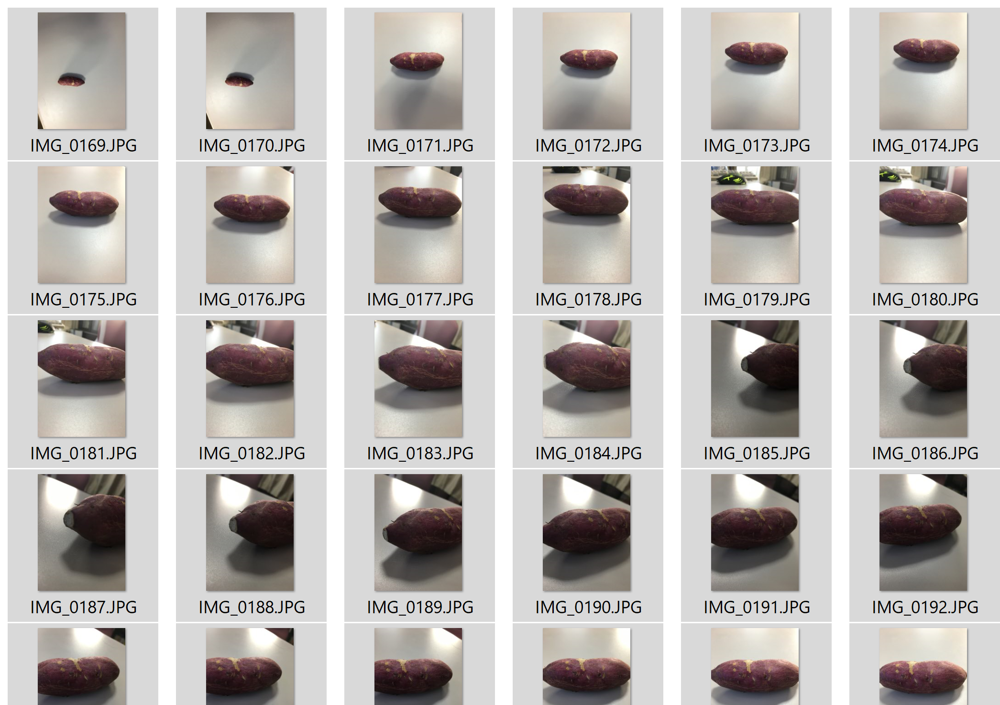 IMG_0169.JPG IMG_0170.JPG IMG_0171.JPG IMG_0172.JPG IMG_0173.JPG IMG_0174.JPG
IMG_0175.JPG IMG_0176.JPG IMG_0177.JPG IMG_0178.JPG IMG_0179.JPG IMG_0180.JPG
IMG_0181.JPG IMG_0182.JPG IMG_0183.JPG IMG_0184.JPG IMG_0185.JPG IMG_0186.JPG
IMG_0187.JPG IMG_0188.JPG IMG_0189.JPG IMG_0190.JPG IMG_0191.JPG IMG_0192.JPG